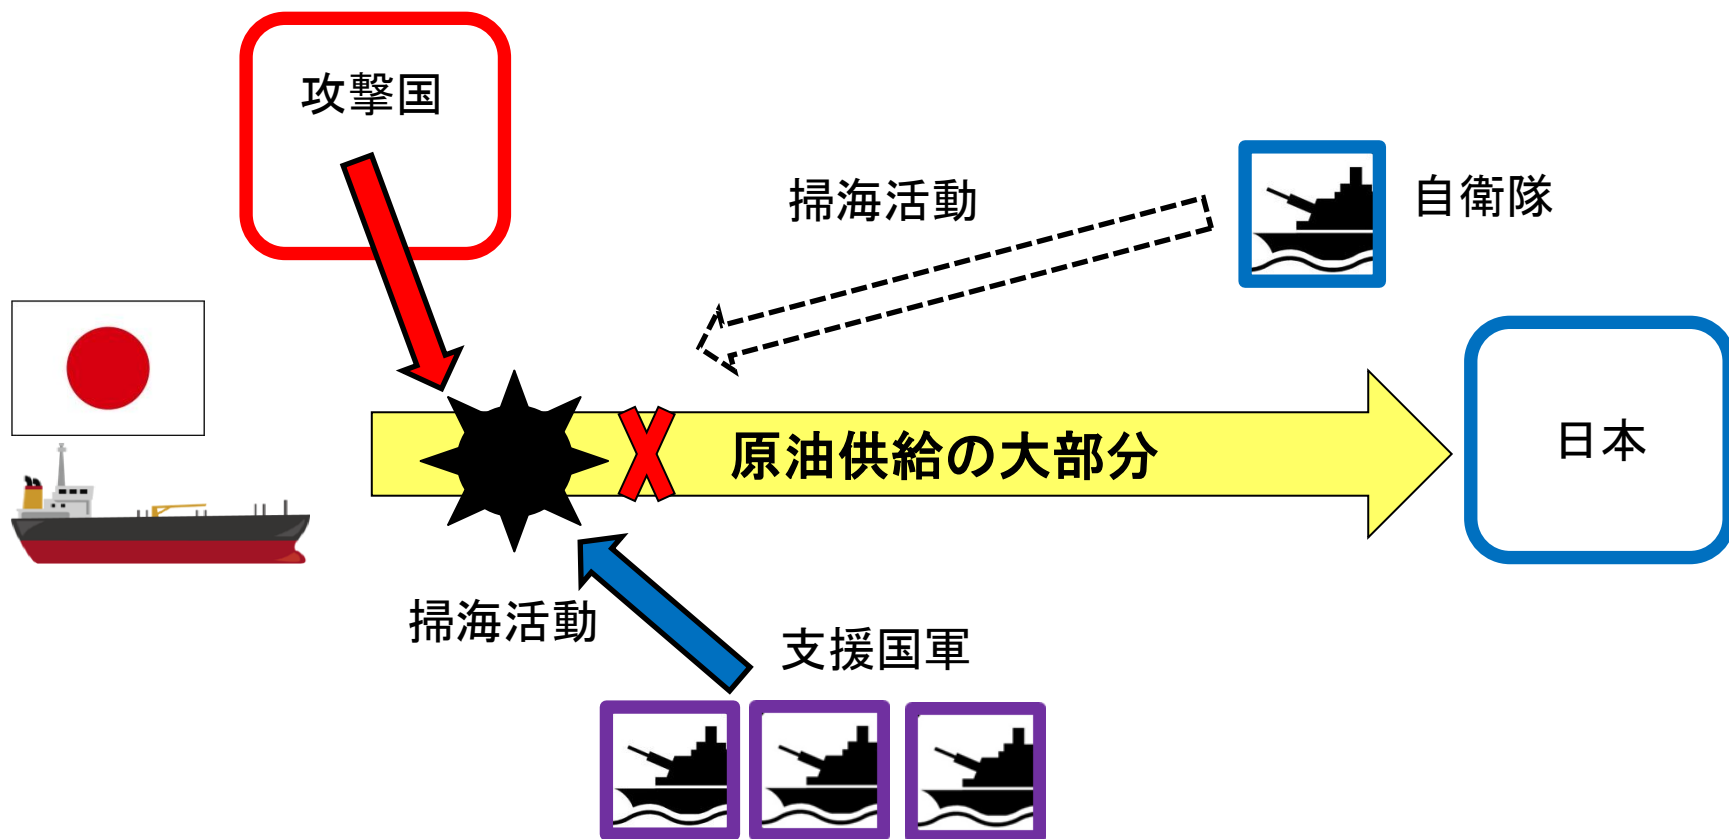 攻撃国
掃海活動
自衛隊
原油供給の大部分
日本
掃海活動
支援国軍